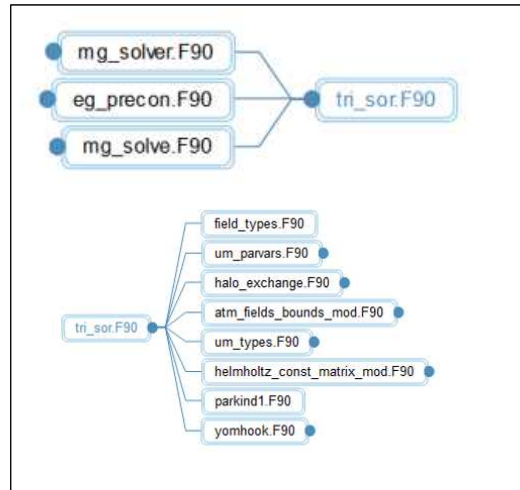 mg_solver.F90
eg_precon.F90
tri_sor.F90
mg_solve.F90
field_types.F90
um_parvars.F90
halo_exchange.F90
atm_fields_bounds_mod.F90
tri_sor.F90
um_types.F90
helmholtz_const_matrix_mod.F90
parkind1.F90
yomhook.F90